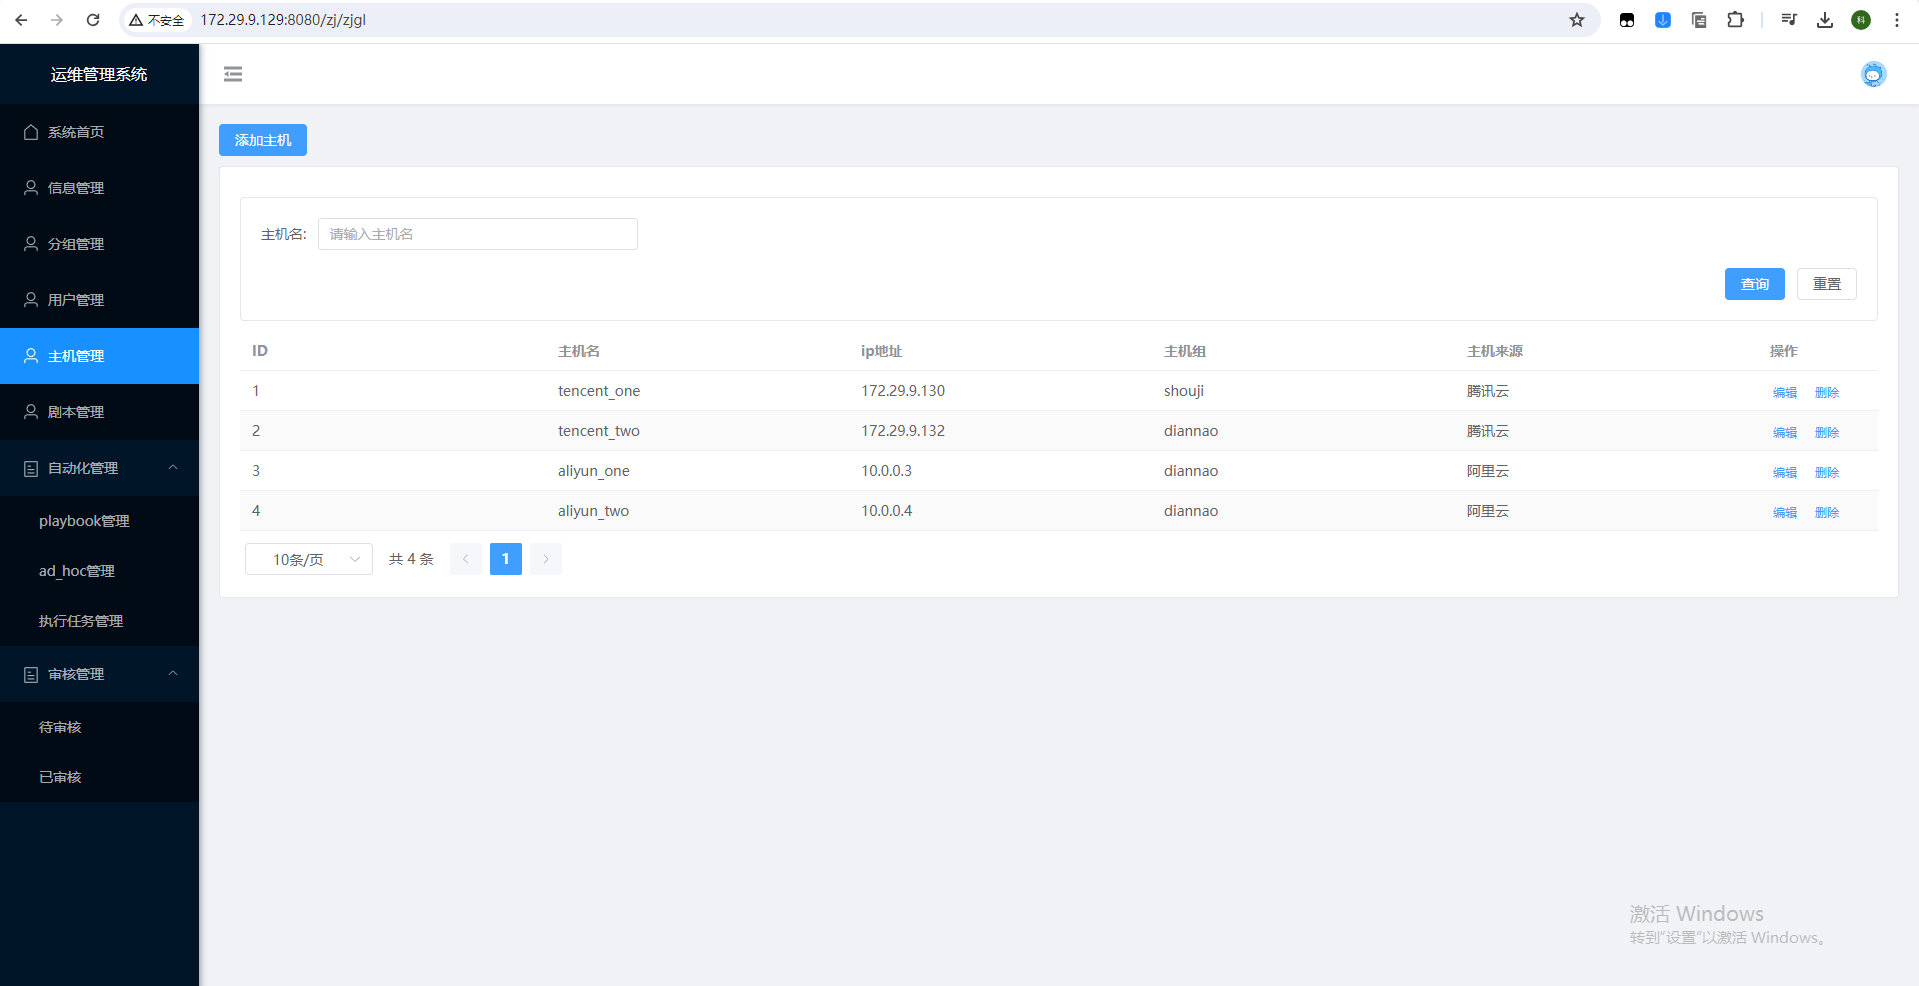 不安全
172.29.9.129:8080/zj/zjgl
科
运维管理系统
系统首页
信息管理
分组管理
用户管理
主机管理
剧本管理
自动化管理
playbook管理
ad_hoc管理
执行任务管理
审核管理
待审核
已审核
添加主机
主机名: 请输入主机名
查询 重置
ID 主机名 ip地址 主机组 主机来源 操作
1 tencent_one 172.29.9.130 shouji 腾讯云 编辑 删除
2 tencent_two 172.29.9.132 diannao 腾讯云 编辑 删除
3 aliyun_one 10.0.0.3 diannao 阿里云 编辑 删除
4 aliyun_two 10.0.0.4 diannao 阿里云 编辑 删除
10条/页 共 4 条 1
激活 Windows
转到“设置”以激活 Windows。